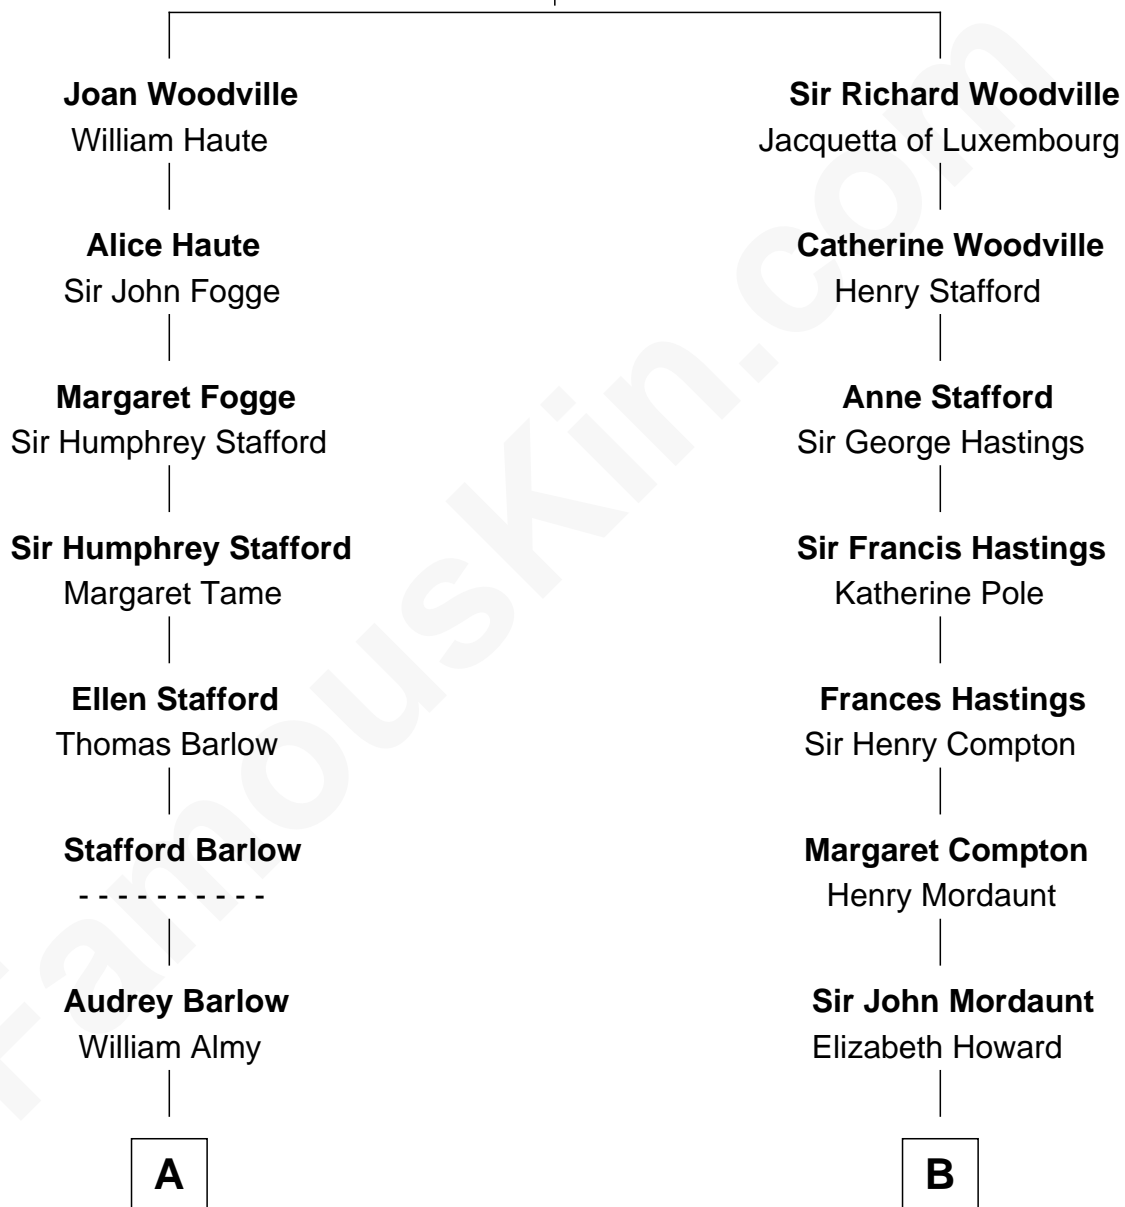 Joan Woodville
William Haute
Alice Haute
Sir John Fogge
Margaret Fogge
Sir Humphrey Stafford
Sir Humphrey Stafford
Margaret Tame
Ellen Stafford
Thomas Barlow
Stafford Barlow
- - - - - - - - - -
Audrey Barlow
William Almy
A
Sir Richard Woodville
Jacquetta of Luxembourg
Catherine Woodville
Henry Stafford
Anne Stafford
Sir George Hastings
Sir Francis Hastings
Katherine Pole
Frances Hastings
Sir Henry Compton
Margaret Compton
Henry Mordaunt
Sir John Mordaunt
Elizabeth Howard
B
FamousKin.com